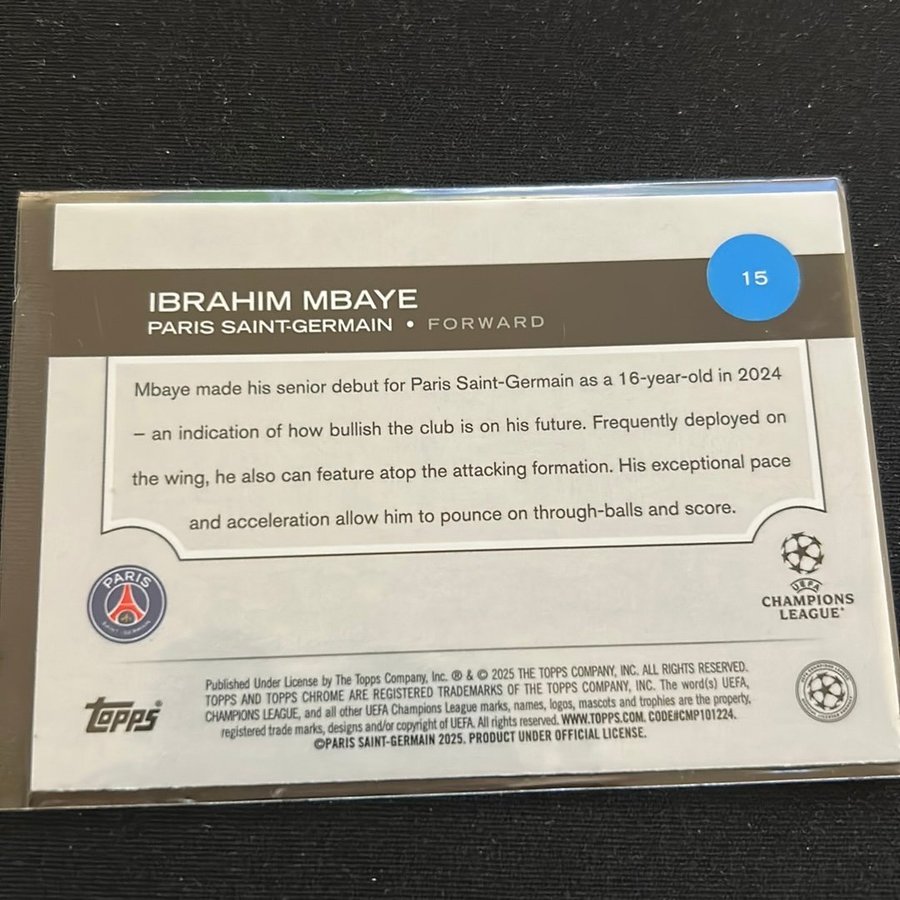 15
IBRAHIM MBAYE
PARIS SAINT-GERMAIN • FORWARD
Mbaye made his senior debut for Paris Saint-Germain as a 16-year-old in 2024
– an indication of how bullish the club is on his future. Frequently deployed on
the wing, he also can feature atop the attacking formation. His exceptional pace
and acceleration allow him to pounce on through-balls and score.
PARIS
SAINT-GERMAIN
UEFA
CHAMPIONS
LEAGUE®
topps®
Published Under License by The Topps Company, Inc. ® & © 2025 THE TOPPS COMPANY, INC. ALL RIGHTS RESERVED.
TOPPS AND TOPPS CHROME ARE REGISTERED TRADEMARKS OF THE TOPPS COMPANY, INC. The word(s) UEFA,
CHAMPIONS LEAGUE, and all other UEFA Champions League marks, names, logos, mascots and trophies are the property,
registered trade marks, designs and/or copyright of UEFA. All rights reserved. WWW.TOPPS.COM. CODE#CMP101224.
©PARIS SAINT-GERMAIN 2025. PRODUCT UNDER OFFICIAL LICENSE.